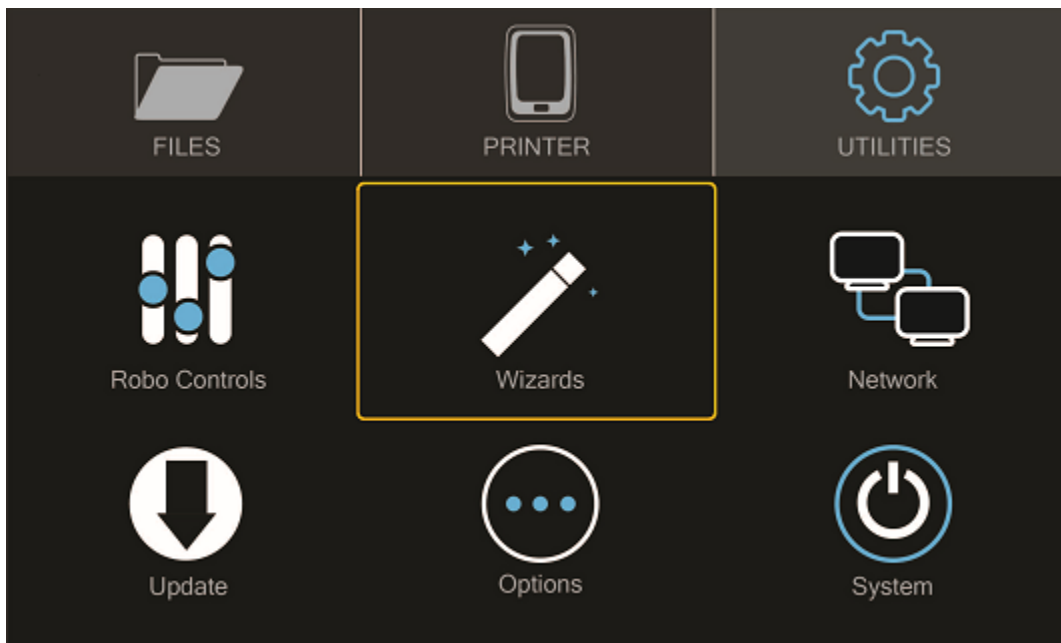 FILES
PRINTER
UTILITIES
Robo Controls
Wizards
Network
Update
Options
System